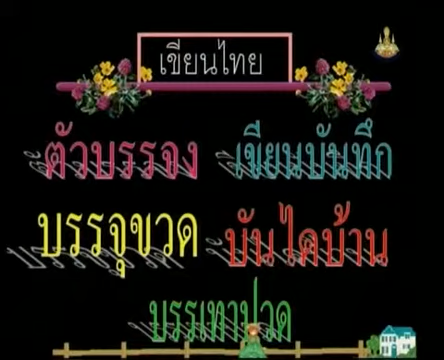 เขียนไทย
ตัวบรรจง เขียนบันทึก
บรรจุขวด บันไดบ้าน
บรรเทาปวด